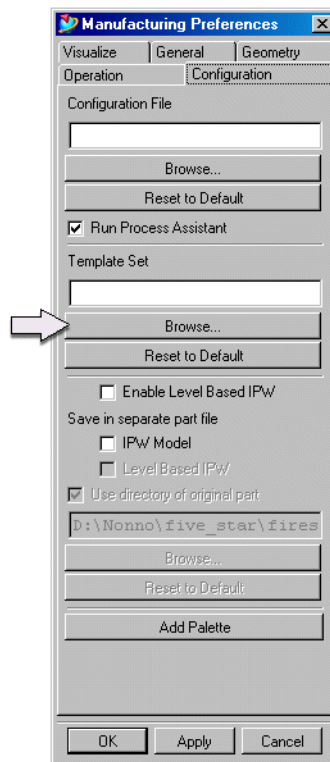 Manufacturing Preferences
Visualize General Geometry
Operation Configuration
Configuration File
Browse...
Reset to Default
Run Process Assistant
Template Set
Browse...
Reset to Default
Enable Level Based IPW
Save in separate part file
IPW Model
Level Based IPW
Use directory of original part
D:\Nonno\five_star\fires
Browse...
Reset to Default
Add Palette
OK Apply Cancel